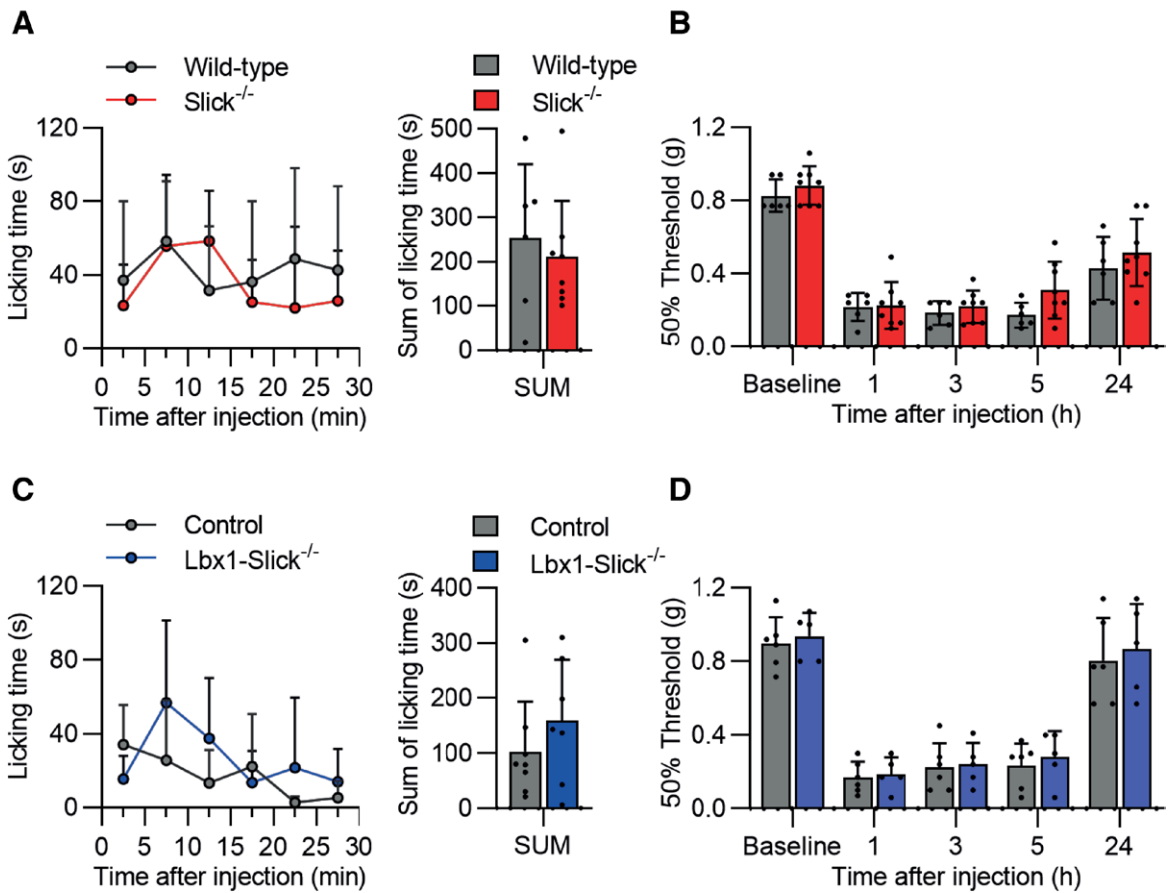 A
Wild-type
Slick-/-
Licking time (s)
120
80
40
0
0 5 10 15 20 25 30
Time after injection (min)
Wild-type
Slick-/-
Sum of licking time (s)
500
400
300
200
100
0
SUM
B
Wild-type
Slick-/-
50% Threshold (g)
1.2
0.8
0.4
0.0
Baseline 1 3 5 24
Time after injection (h)
C
Control
Lbx1-Slick-/-
Licking time (s)
120
80
40
0
0 5 10 15 20 25 30
Time after injection (min)
Control
Lbx1-Slick-/-
Sum of licking time (s)
400
300
200
100
0
SUM
D
50% Threshold (g)
1.2
0.8
0.4
0.0
Baseline 1 3 5 24
Time after injection (h)